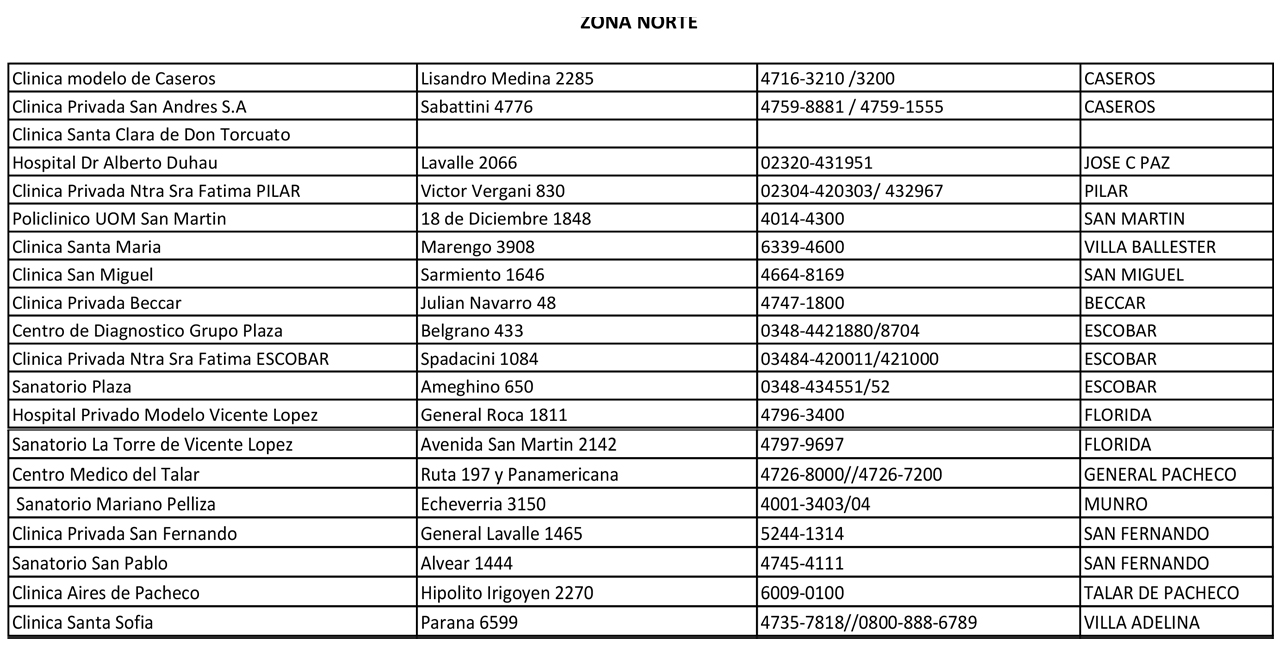 ZONA NORTE
Clinica modelo de Caseros Lisandro Medina 2285 4716-3210 /3200 CASEROS
Clinica Privada San Andres S.A Sabattini 4776 4759-8881 / 4759-1555 CASEROS
Clinica Santa Clara de Don Torcuato
Hospital Dr Alberto Duhau Lavalle 2066 02320-431951 JOSE C PAZ
Clinica Privada Ntra Sra Fatima PILAR Victor Vergani 830 02304-420303/ 432967 PILAR
Policlinico UOM San Martin 18 de Diciembre 1848 4014-4300 SAN MARTIN
Clinica Santa Maria Marengo 3908 6339-4600 VILLA BALLESTER
Clinica San Miguel Sarmiento 1646 4664-8169 SAN MIGUEL
Clinica Privada Beccar Julian Navarro 48 4747-1800 BECCAR
Centro de Diagnostico Grupo Plaza Belgrano 433 0348-4421880/8704 ESCOBAR
Clinica Privada Ntra Sra Fatima ESCOBAR Spadacini 1084 03484-420011/421000 ESCOBAR
Sanatorio Plaza Ameghino 650 0348-434551/52 ESCOBAR
Hospital Privado Modelo Vicente Lopez General Roca 1811 4796-3400 FLORIDA
Sanatorio La Torre de Vicente Lopez Avenida San Martin 2142 4797-9697 FLORIDA
Centro Medico del Talar Ruta 197 y Panamericana 4726-8000//4726-7200 GENERAL PACHECO
Sanatorio Mariano Pelliza Echeverria 3150 4001-3403/04 MUNRO
Clinica Privada San Fernando General Lavalle 1465 5244-1314 SAN FERNANDO
Sanatorio San Pablo Alvear 1444 4745-4111 SAN FERNANDO
Clinica Aires de Pacheco Hipolito Irigoyen 2270 6009-0100 TALAR DE PACHECO
Clinica Santa Sofia Parana 6599 4735-7818//0800-888-6789 VILLA ADELINA